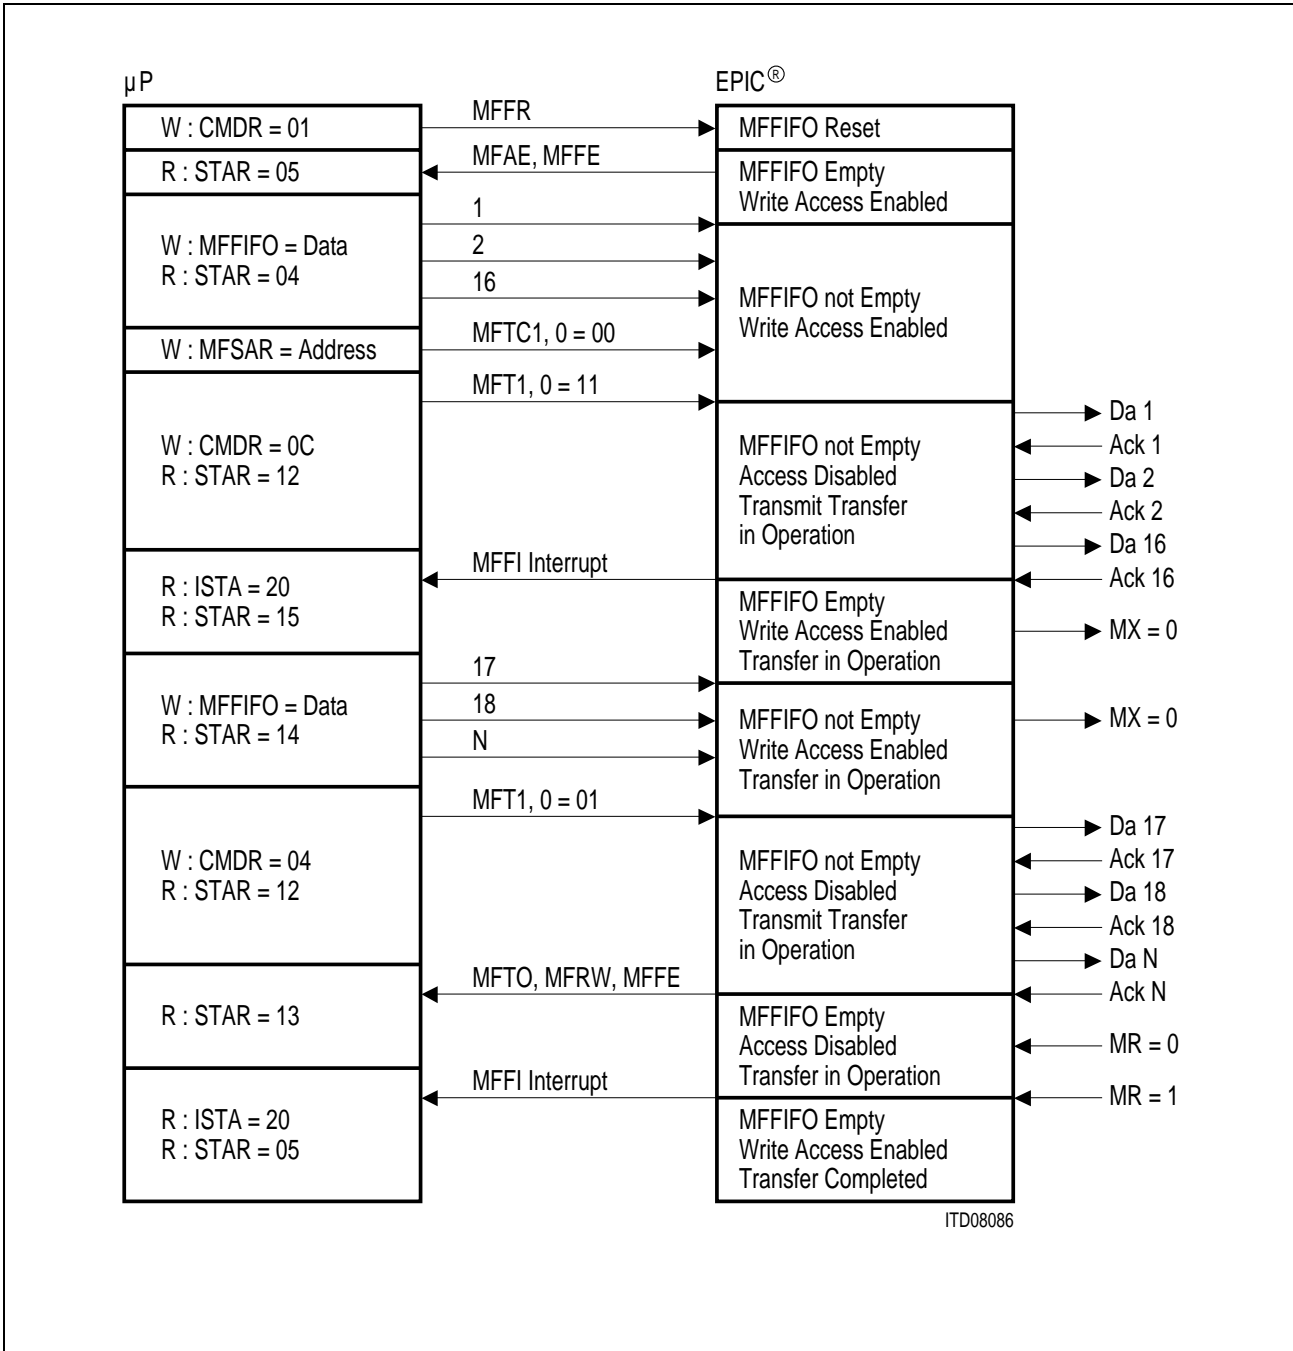 µP
EPIC®
W : CMDR = 01
MFFR
MFFIFO Reset
R : STAR = 05
MFAE, MFFE
MFFIFO Empty
Write Access Enabled
W : MFFIFO = Data
R : STAR = 04
1
2
16
MFFIFO not Empty
Write Access Enabled
W : MFSAR = Address
MFTC1, 0 = 00
MFT1, 0 = 11
W : CMDR = 0C
R : STAR = 12
MFFIFO not Empty
Access Disabled
Transmit Transfer
in Operation
Da 1
Ack 1
Da 2
Ack 2
Da 16
Ack 16
MFFI Interrupt
R : ISTA = 20
R : STAR = 15
MFFIFO Empty
Write Access Enabled
Transfer in Operation
MX = 0
W : MFFIFO = Data
R : STAR = 14
17
18
N
MFFIFO not Empty
Write Access Enabled
Transfer in Operation
MX = 0
MFT1, 0 = 01
W : CMDR = 04
R : STAR = 12
MFFIFO not Empty
Access Disabled
Transmit Transfer
in Operation
Da 17
Ack 17
Da 18
Ack 18
Da N
Ack N
MFTO, MFRW, MFFE
R : STAR = 13
MFFIFO Empty
Access Disabled
Transfer in Operation
MR = 0
MFFI Interrupt
MR = 1
R : ISTA = 20
R : STAR = 05
MFFIFO Empty
Write Access Enabled
Transfer Completed
ITD08086